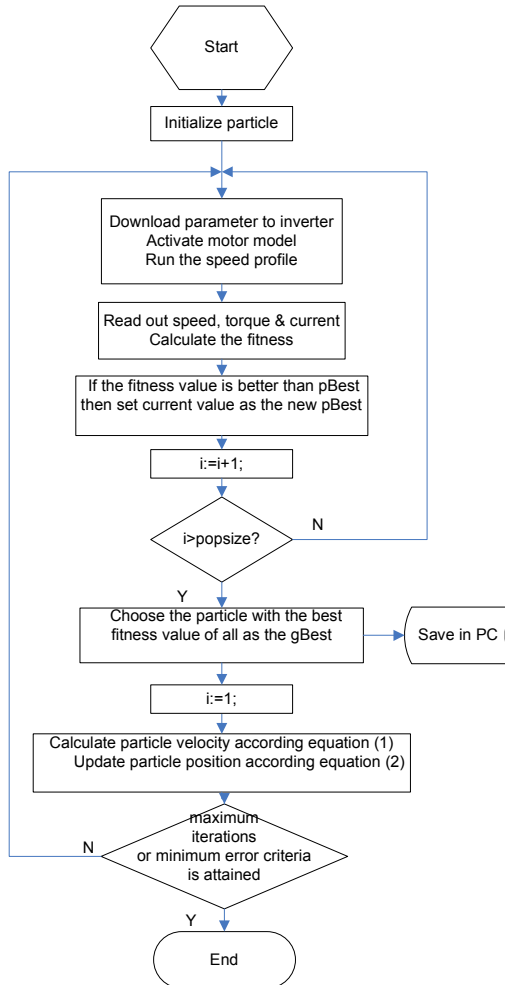 Start
Initialize particle
Download parameter to inverter
Activate motor model
Run the speed profile
Read out speed, torque & current
Calculate the fitness
If the fitness value is better than pBest
then set current value as the new pBest
i:=i+1;
i>popsize?
N
Y
Choose the particle with the best
fitness value of all as the gBest
Save in PC
i:=1;
Calculate particle velocity according equation (1)
Update particle position according equation (2)
maximum
iterations
or minimum error criteria
is attained
N
Y
End